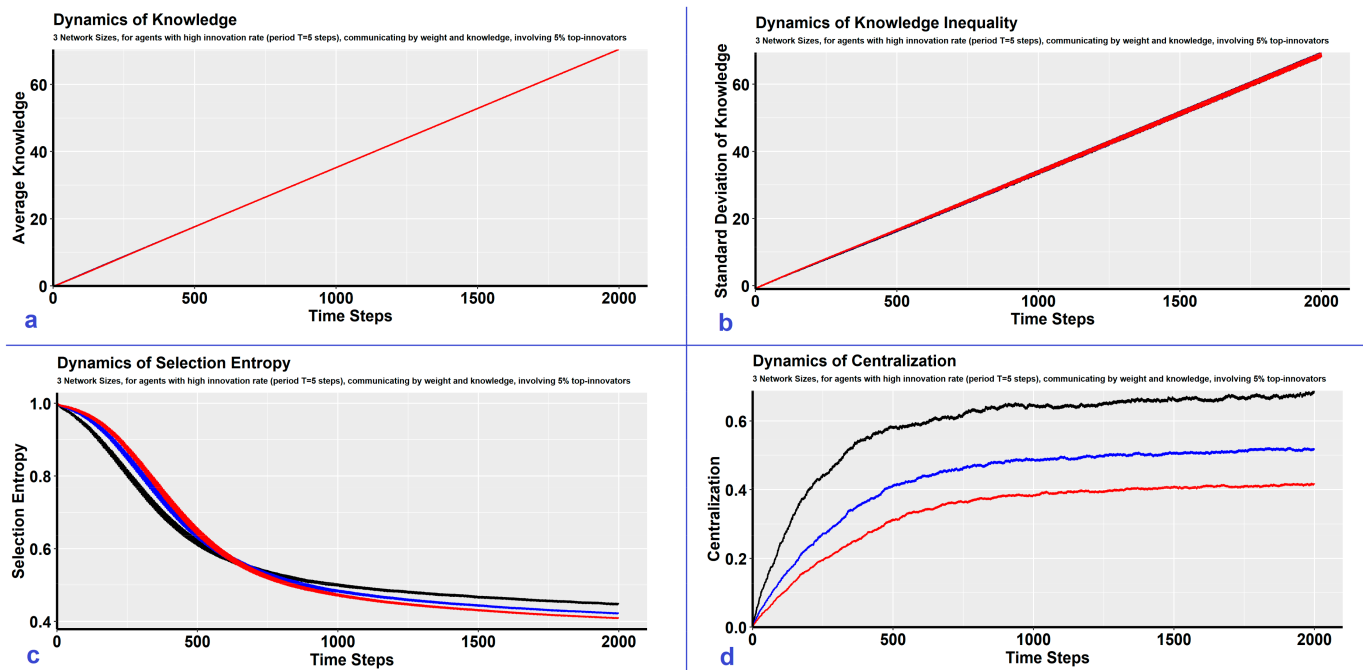 Dynamics of Knowledge
3 Network Sizes, for agents with high innovation rate (period T=5 steps), communicating by weight and knowledge, involving 5% top-innovators
Average Knowledge
60
40
20
0
0 500 1000 1500 2000
Time Steps
a
Dynamics of Knowledge Inequality
3 Network Sizes, for agents with high innovation rate (period T=5 steps), communicating by weight and knowledge, involving 5% top-innovators
Standard Deviation of Knowledge
60
40
20
0
0 500 1000 1500 2000
Time Steps
b
Dynamics of Selection Entropy
3 Network Sizes, for agents with high innovation rate (period T=5 steps), communicating by weight and knowledge, involving 5% top-innovators
Selection Entropy
1.0
0.8
0.6
0.4
0 500 1000 1500 2000
Time Steps
c
Dynamics of Centralization
3 Network Sizes, for agents with high innovation rate (period T=5 steps), communicating by weight and knowledge, involving 5% top-innovators
Centralization
0.6
0.4
0.2
0.0
0 500 1000 1500 2000
Time Steps
d